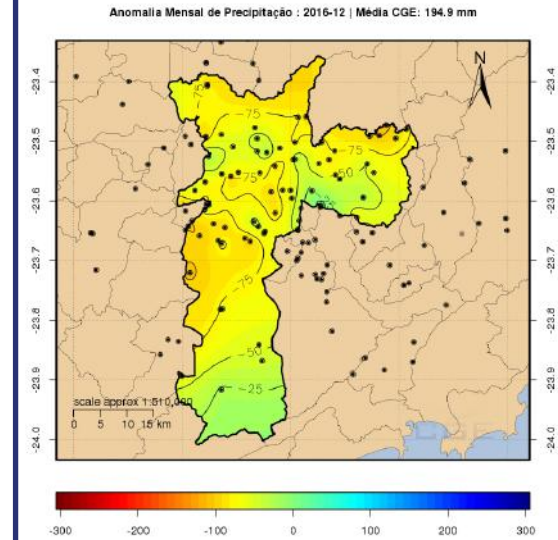 Anomalia Mensal de Precipitação : 2016-12 | Média CGE: 194.9 mm
N
-23.4 -23.4
-75
-75
-23.5 -23.5
-75
-50
-75
-25
-23.6 -23.6
-23.7 -23.7
-75
-23.8 -23.8
-50
-23.9 -23.9
-25
scale approx 1:510,000
0 5 10 15 km
-24.0 -24.0
CGE
-300 -200 -100 0 100 200 300